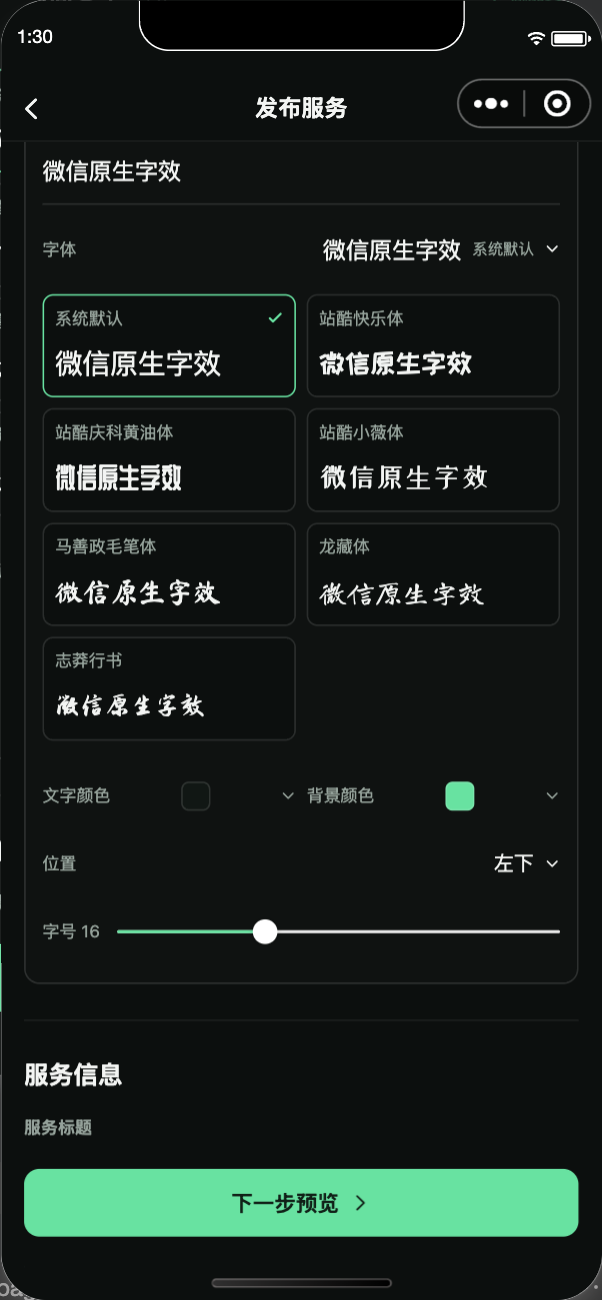 1:30
发布服务
微信原生字效
字体 微信原生字效 系统默认
系统默认
微信原生字效
站酷快乐体
微信原生字效
站酷庆科黄油体
微信原生字效
站酷小薇体
微信原生字效
马善政毛笔体
微信原生字效
龙藏体
微信原生字效
志莽行书
微信原生字效
文字颜色 背景颜色
位置 左下
字号 16
服务信息
服务标题
下一步预览